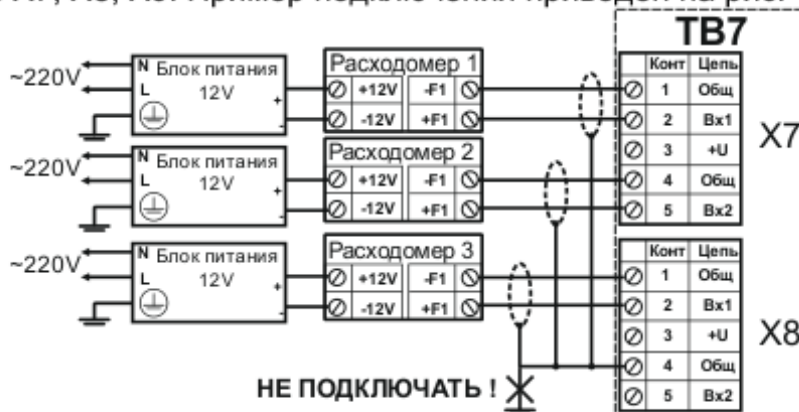 ТВ7
~220V
N Блок питания
L 12V
+
-
Расходомер 1
+12V -F1
-12V +F1
Конт Цепь
1 Общ
2 Вх1
3 +U
4 Общ
5 Вх2
X7
~220V
N Блок питания
L 12V
+
-
Расходомер 2
+12V -F1
-12V +F1
~220V
N Блок питания
L 12V
+
-
Расходомер 3
+12V -F1
-12V +F1
Конт Цепь
1 Общ
2 Вх1
3 +U
4 Общ
5 Вх2
X8
НЕ ПОДКЛЮЧАТЬ !